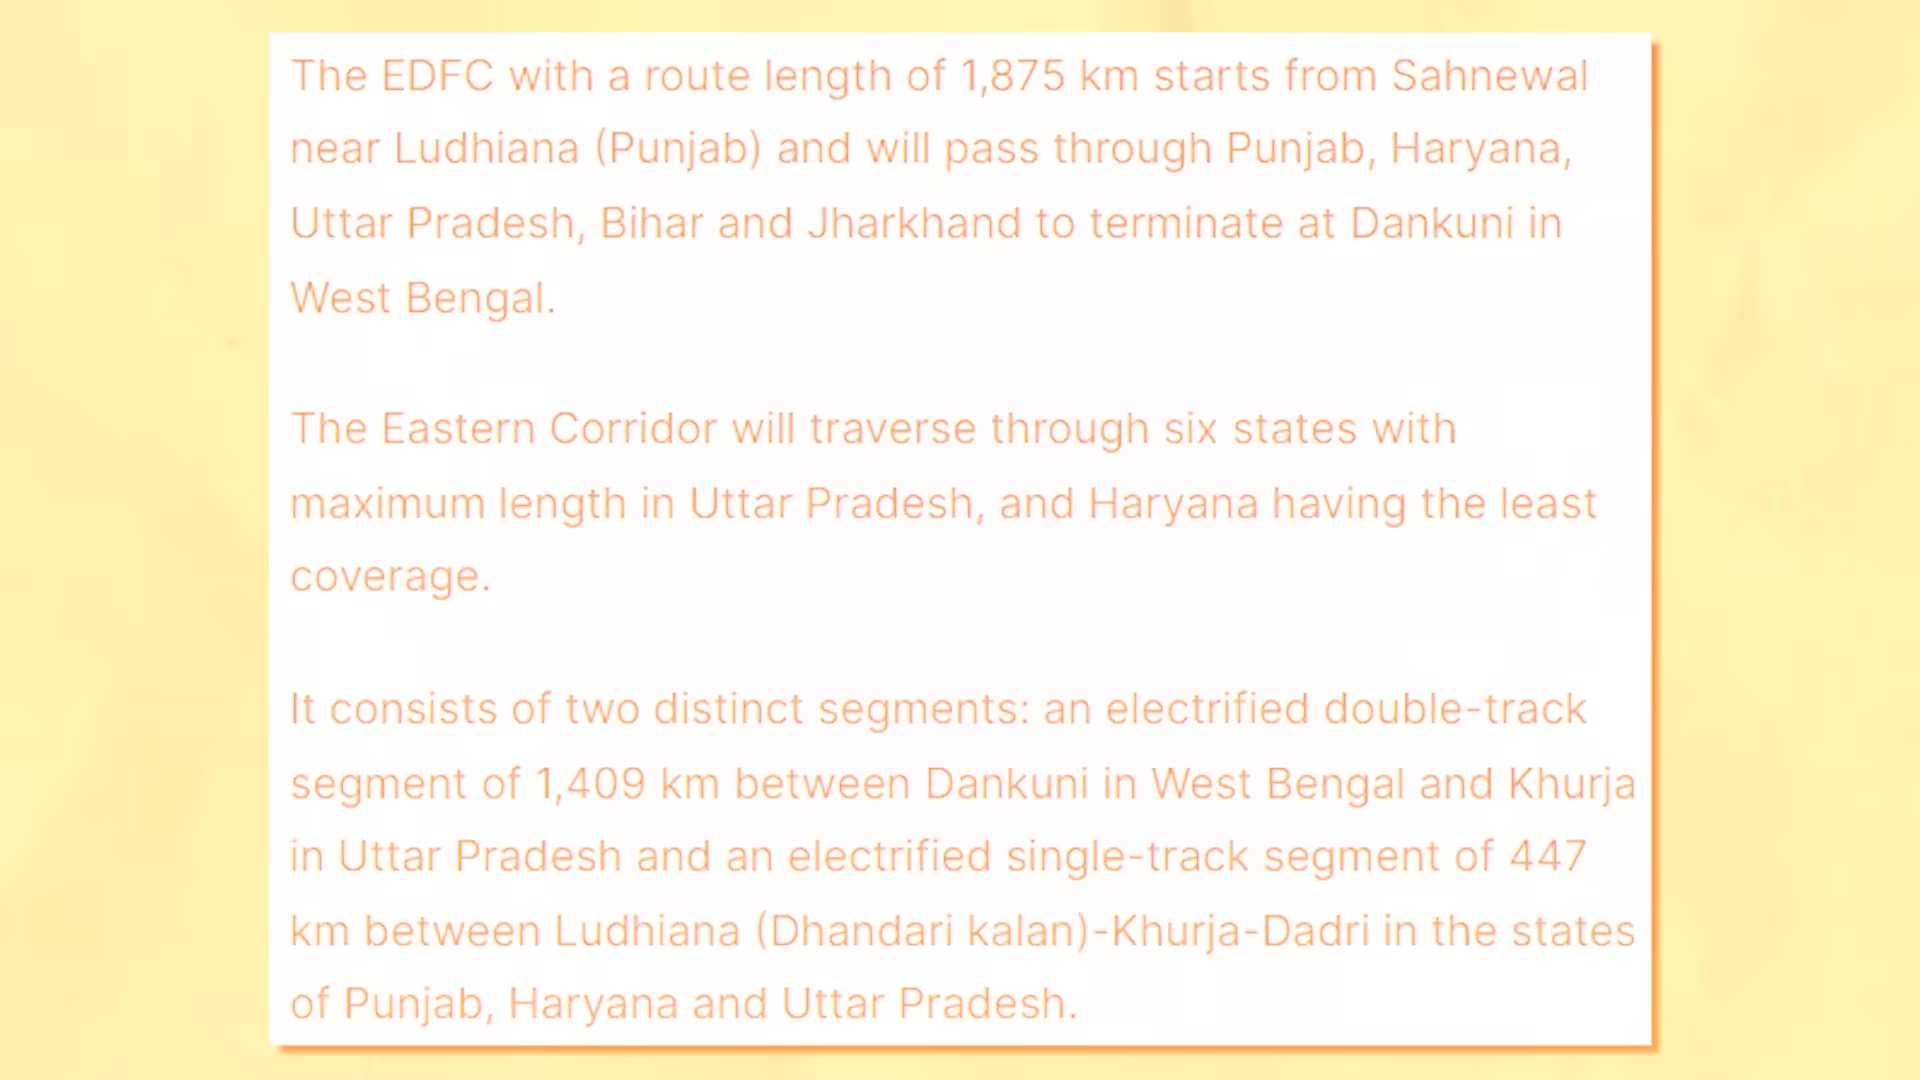 The EDFC with a route length of 1,875 km starts from Sahnewal
near Ludhiana (Punjab) and will pass through Punjab, Haryana,
Uttar Pradesh, Bihar and Jharkhand to terminate at Dankuni in
West Bengal.
The Eastern Corridor will traverse through six states with
maximum length in Uttar Pradesh, and Haryana having the least
coverage.
It consists of two distinct segments: an electrified double-track
segment of 1,409 km between Dankuni in West Bengal and Khurja
in Uttar Pradesh and an electrified single-track segment of 447
km between Ludhiana (Dhandari kalan)-Khurja-Dadri in the states
of Punjab, Haryana and Uttar Pradesh.